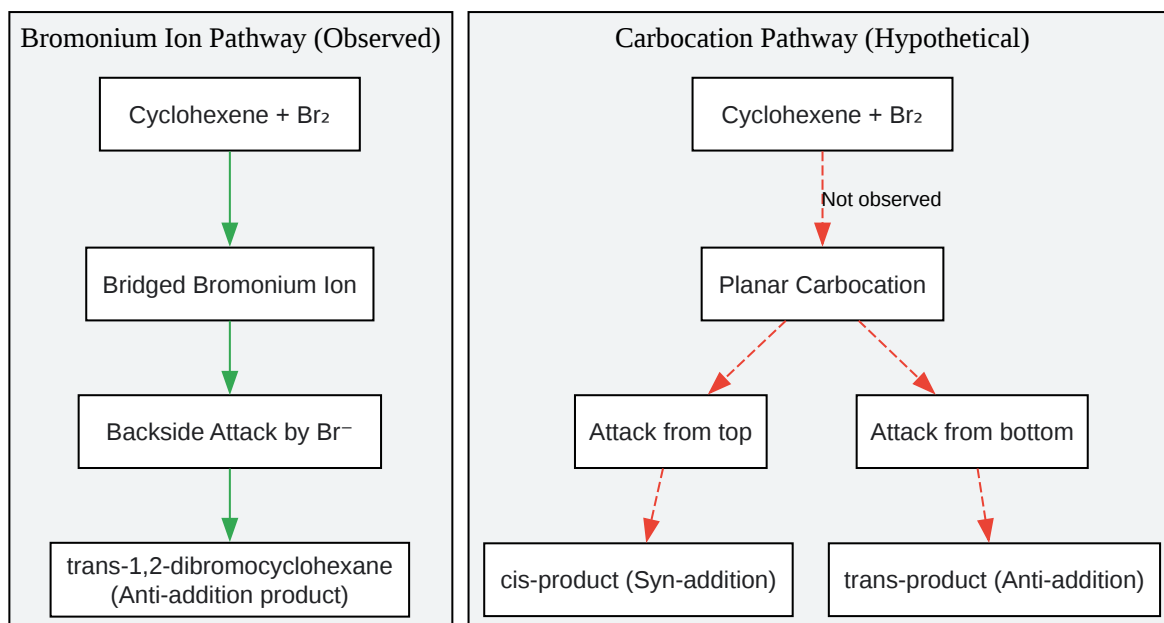 Bromonium Ion Pathway (Observed)
Cyclohexene + Br₂
Bridged Bromonium Ion
Backside Attack by Br⁻
trans-1,2-dibromocyclohexane
(Anti-addition product)
Carbocation Pathway (Hypothetical)
Cyclohexene + Br₂
Not observed
Planar Carbocation
Attack from top
Attack from bottom
cis-product (Syn-addition)
trans-product (Anti-addition)